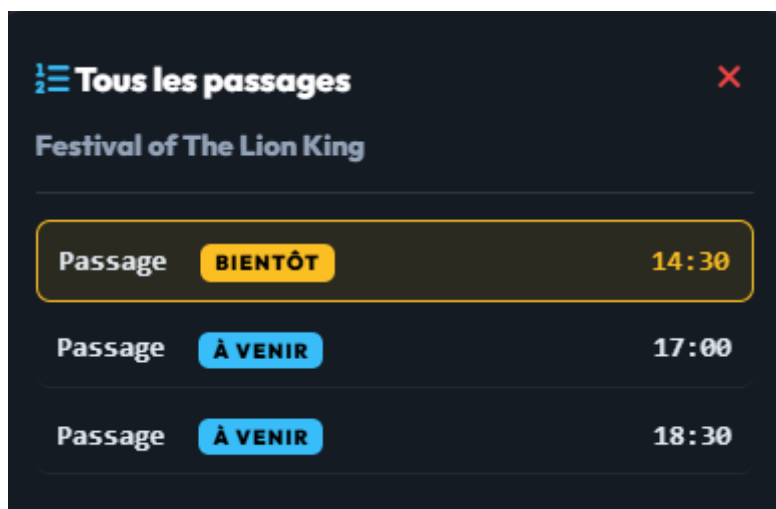 Tous les passages
Festival of The Lion King
Passage BIENTÔT 14:30
Passage À VENIR 17:00
Passage À VENIR 18:30